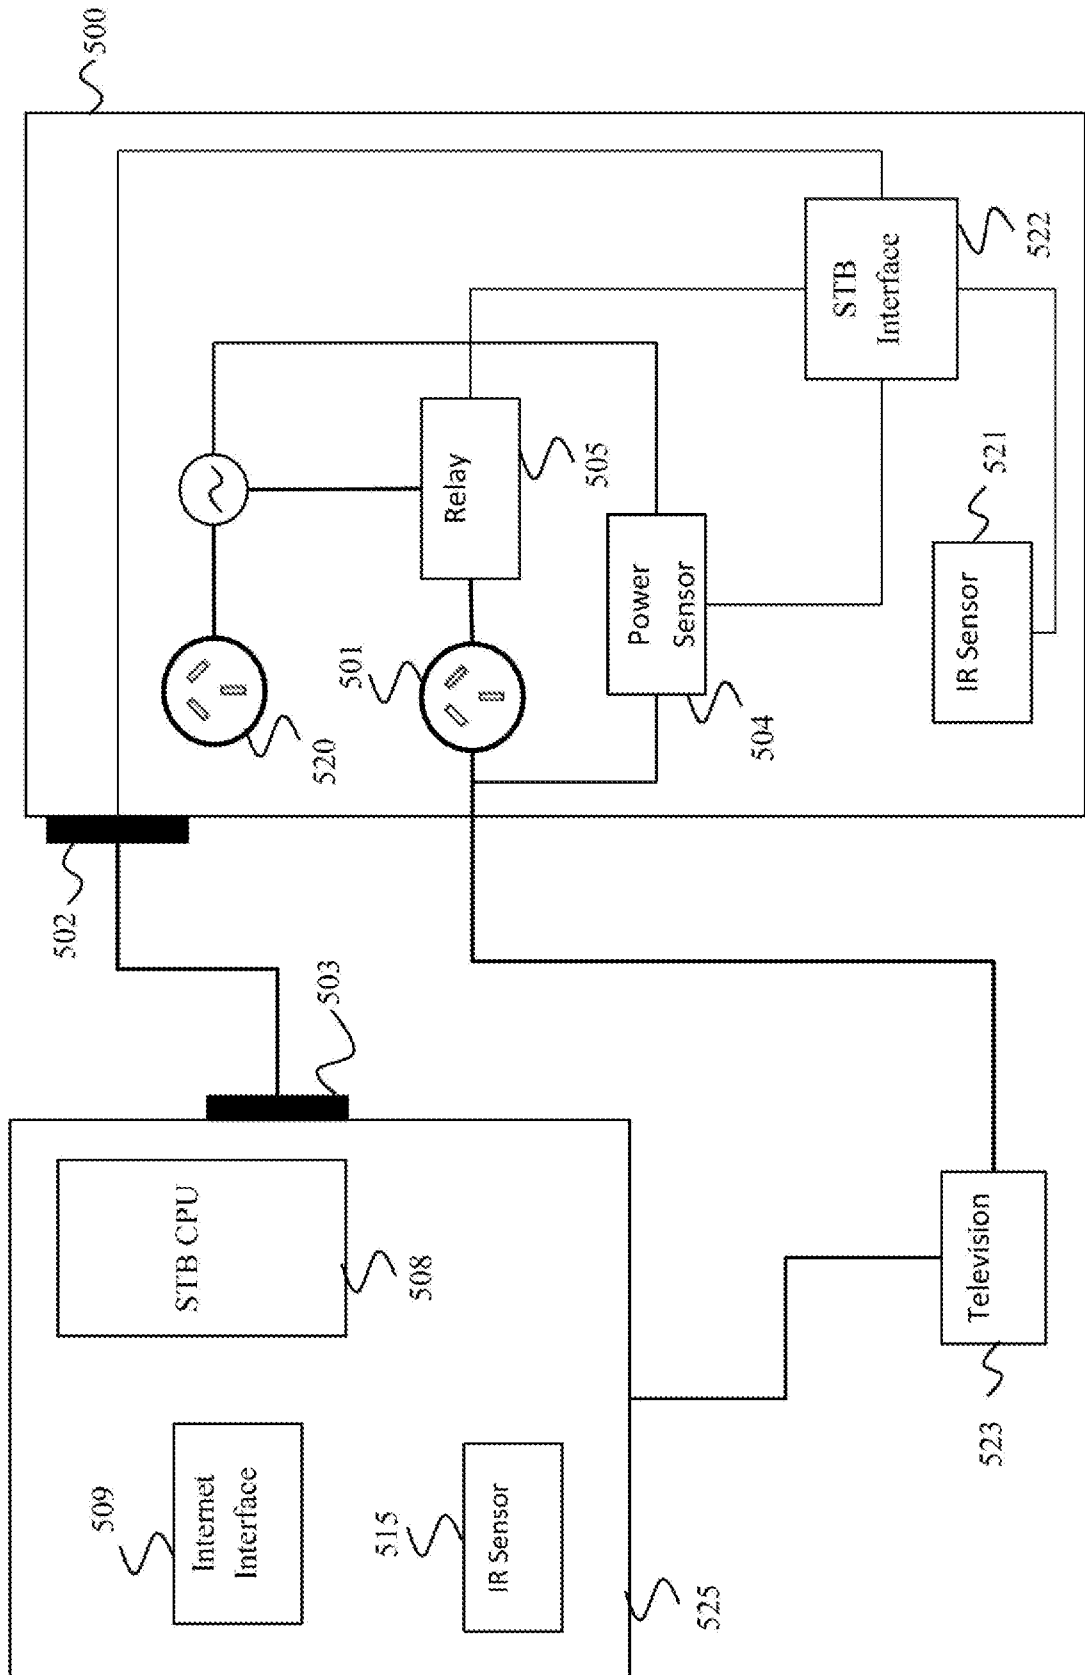 509
Internet
Interface
STB CPU
508
515
IR Sensor
525
503
502
500
520
501
Relay
505
Power
Sensor
504
STB
Interface
522
IR Sensor
521
Television
523